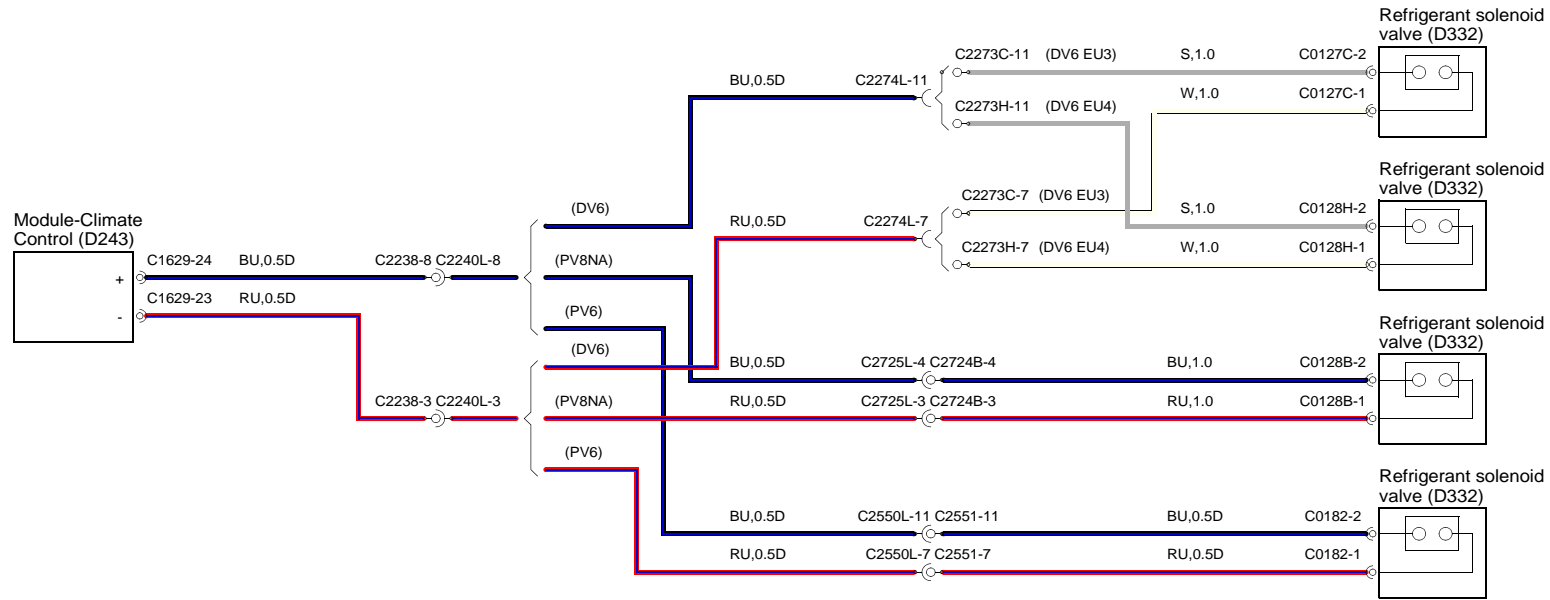 Refrigerant solenoid
valve (D332)
C2273C-11 (DV6 EU3) S,1.0 C0127C-2
BU,0.5D C2274L-11
W,1.0 C0127C-1
C2273H-11 (DV6 EU4)
Refrigerant solenoid
valve (D332)
C2273C-7 (DV6 EU3)
(DV6) S,1.0 C0128H-2
Module-Climate
Control (D243)
RU,0.5D C2274L-7
C2273H-7 (DV6 EU4) W,1.0 C0128H-1
+ C1629-24 BU,0.5D C2238-8 C2240L-8 (PV8NA)
- C1629-23 RU,0.5D
(PV6)
Refrigerant solenoid
valve (D332)
(DV6)
BU,0.5D C2725L-4 C2724B-4 BU,1.0 C0128B-2
C2238-3 C2240L-3 (PV8NA) RU,0.5D C2725L-3 C2724B-3 RU,1.0 C0128B-1
(PV6)
Refrigerant solenoid
valve (D332)
BU,0.5D C2550L-11 C2551-11 BU,0.5D C0182-2
RU,0.5D C2550L-7 C2551-7 RU,0.5D C0182-1